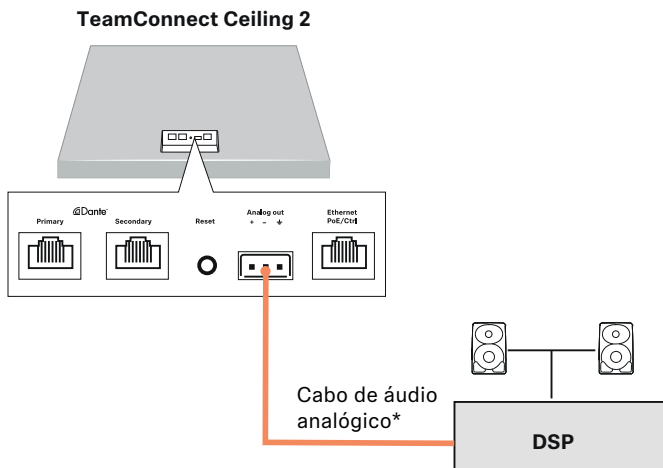 TeamConnect Ceiling 2
Dante
Primary
Secondary
Reset
Analog out
+ -
Ethernet
PoE/Ctrl
Cabo de áudio
analógico*
DSP